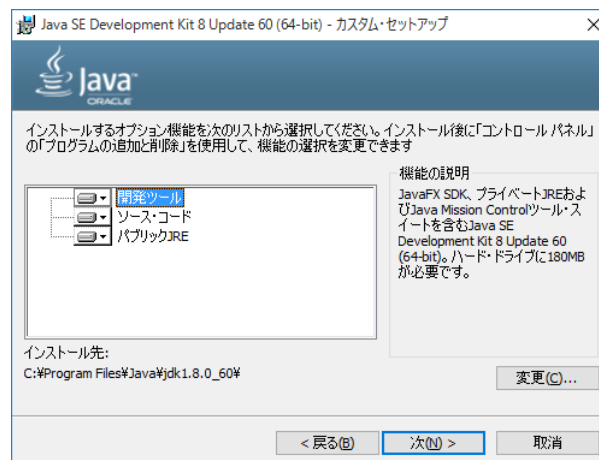 Java SE Development Kit 8 Update 60 (64-bit) - カスタム・セットアップ
Java
ORACLE
インストールするオプション機能を次のリストから選択してください。インストール後に「コントロール パネル」
の「プログラムの追加と削除」を使用して、機能の選択を変更できます
開発ツール
ソース・コード
パブリックJRE
機能の説明
JavaFX SDK、プライベートJREおよ
びJava Mission Controlツール・ス
イートを含むJava SE
Development Kit 8 Update 60
(64-bit)。ハード・ドライブに180MB
が必要です。
インストール先:
C:¥Program Files¥Java¥jdk1.8.0_60¥
変更(C)...
< 戻る(B)
次(N) >
取消